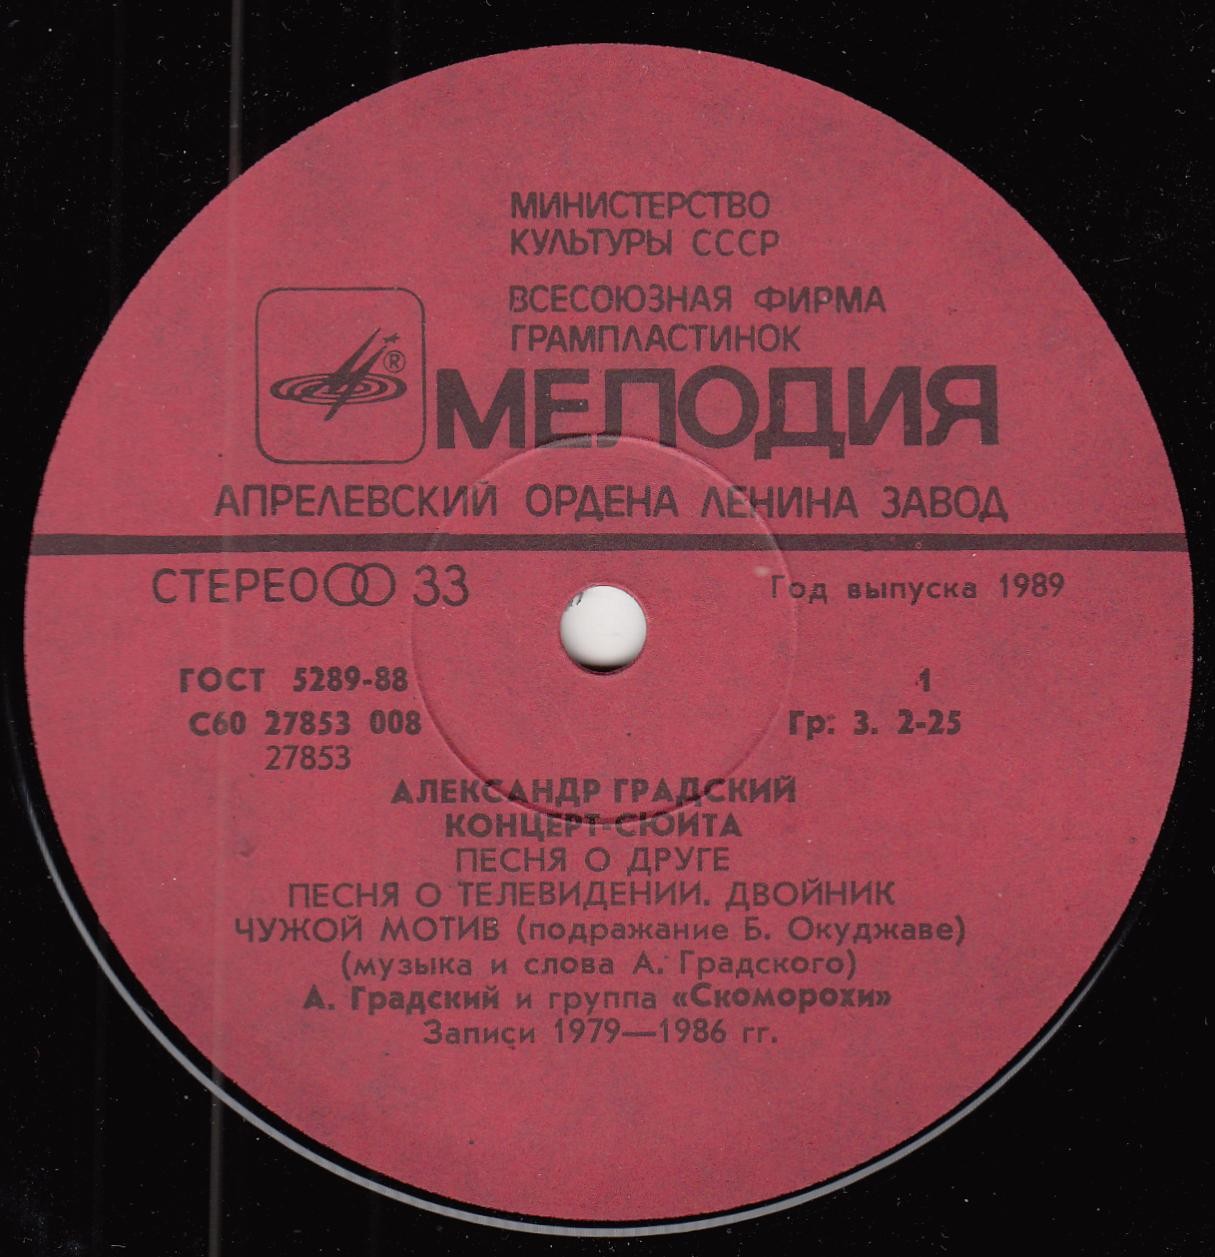 МИНИСТЕРСТВО
КУЛЬТУРЫ СССР
ВСЕСОЮЗНАЯ ФИРМА
ГРАМПЛАСТИНОК
®
МЕЛОДИЯ
АПРЕЛЕВСКИЙ ОРДЕНА ЛЕНИНА ЗАВОД
СТЕРЕО 33
Год выпуска 1989
ГОСТ 5289-88
1
С60 27853 008
Гр: 3. 2-25
27853
АЛЕКСАНДР ГРАДСКИЙ
КОНЦЕРТ-СЮИТА
ПЕСНЯ О ДРУГЕ
ПЕСНЯ О ТЕЛЕВИДЕНИИ. ДВОЙНИК
ЧУЖОЙ МОТИВ (подражание Б. Окуджаве)
(музыка и слова А. Градского)
А. Градский и группа «Скоморохи»
Записи 1979—1986 гг.